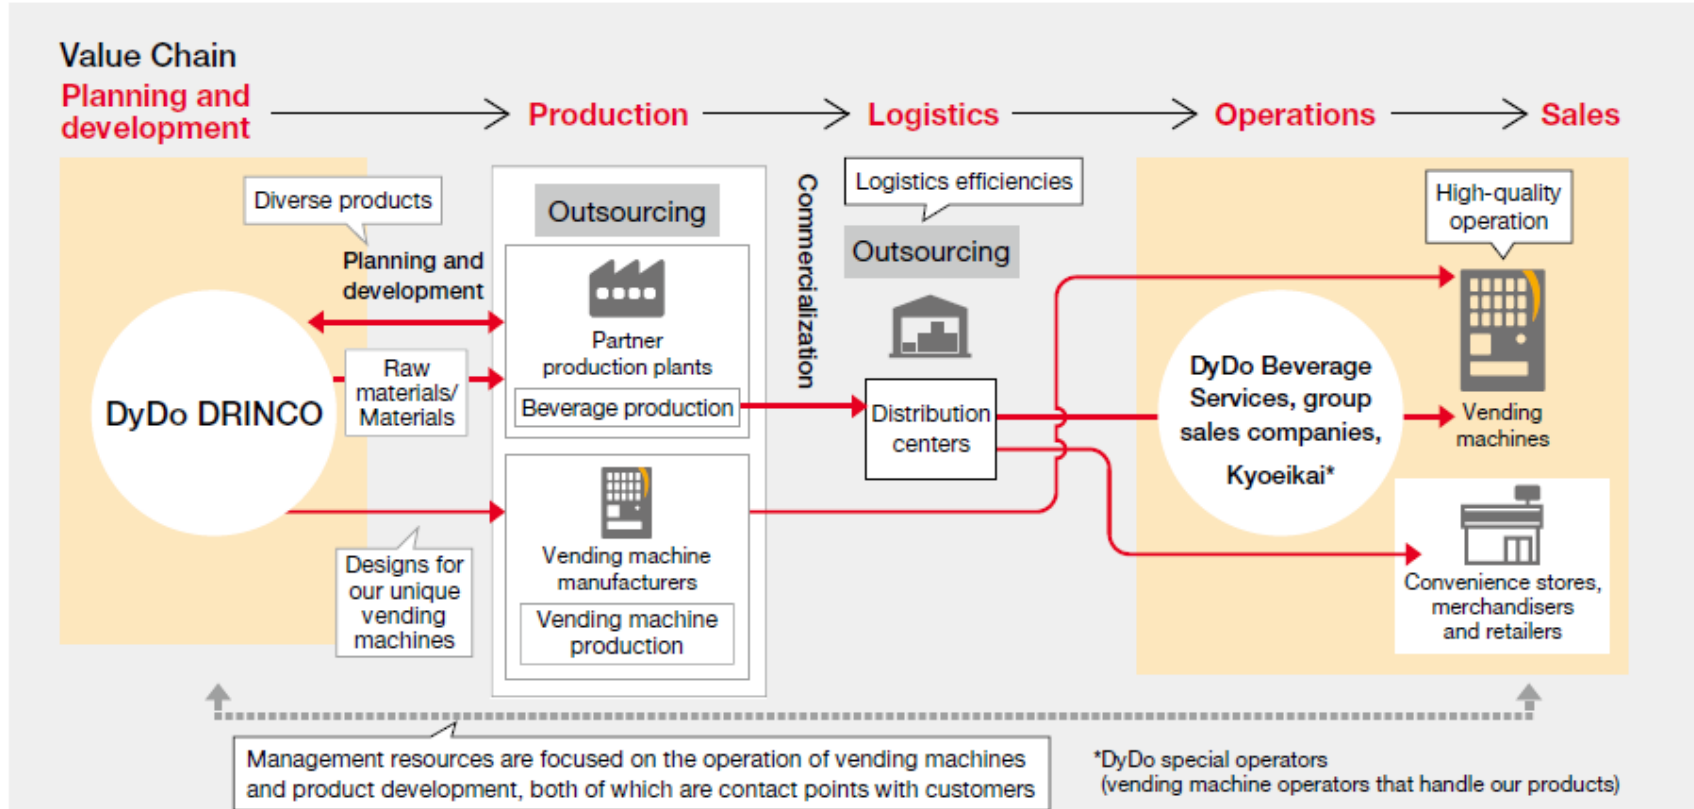 Value Chain
Planning and
development
Production
Logistics
Operations
Sales
Diverse products
Planning and
development
DyDo DRINCO
Raw
materials/
Materials
Designs for
our unique
vending
machines
Outsourcing
Partner
production plants
Beverage production
Vending machine
manufacturers
Vending machine
production
Commercialization
Logistics efficiencies
Outsourcing
Distribution
centers
DyDo Beverage
Services, group
sales companies,
Kyoeikai*
High-quality
operation
Vending
machines
Convenience stores,
merchandisers
and retailers
Management resources are focused on the operation of vending machines
and product development, both of which are contact points with customers
*DyDo special operators
(vending machine operators that handle our products)